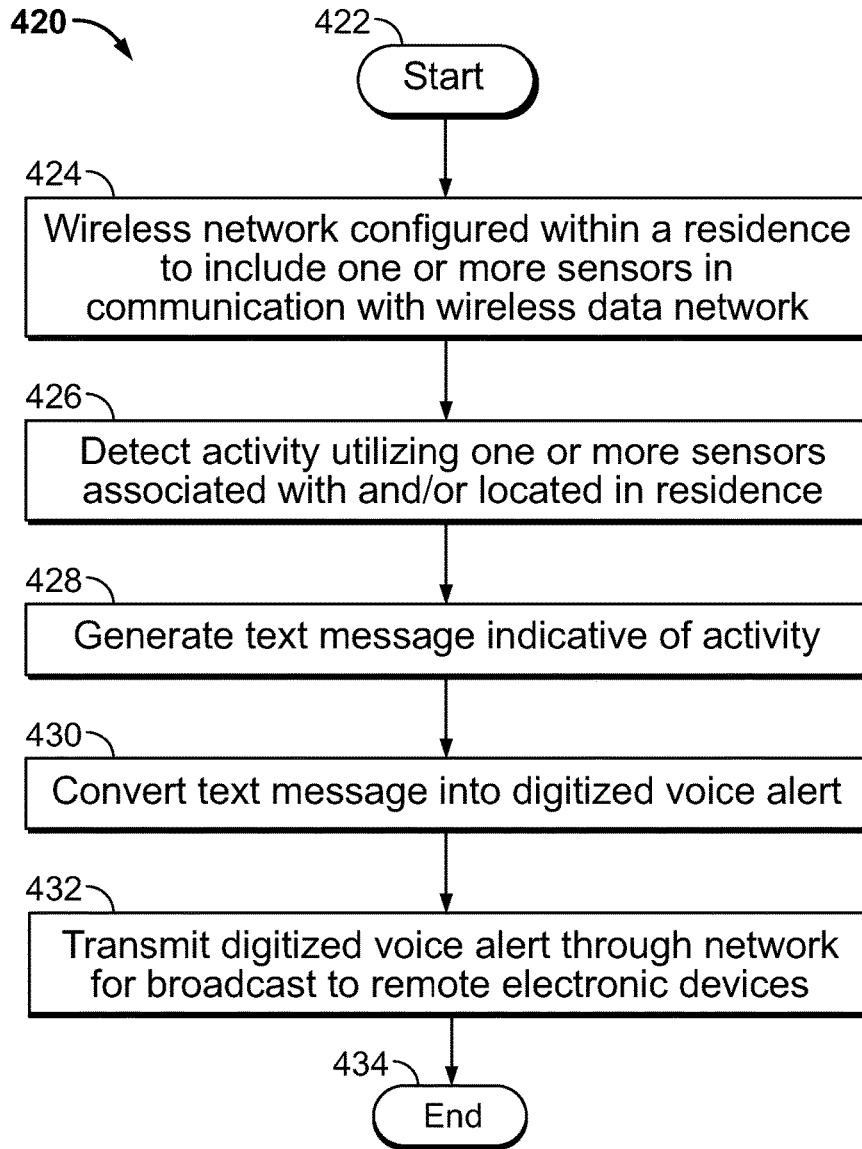 420
422
Start
424
Wireless network configured within a residence
to include one or more sensors in
communication with wireless data network
426
Detect activity utilizing one or more sensors
associated with and/or located in residence
428
Generate text message indicative of activity
430
Convert text message into digitized voice alert
432
Transmit digitized voice alert through network
for broadcast to remote electronic devices
434
End